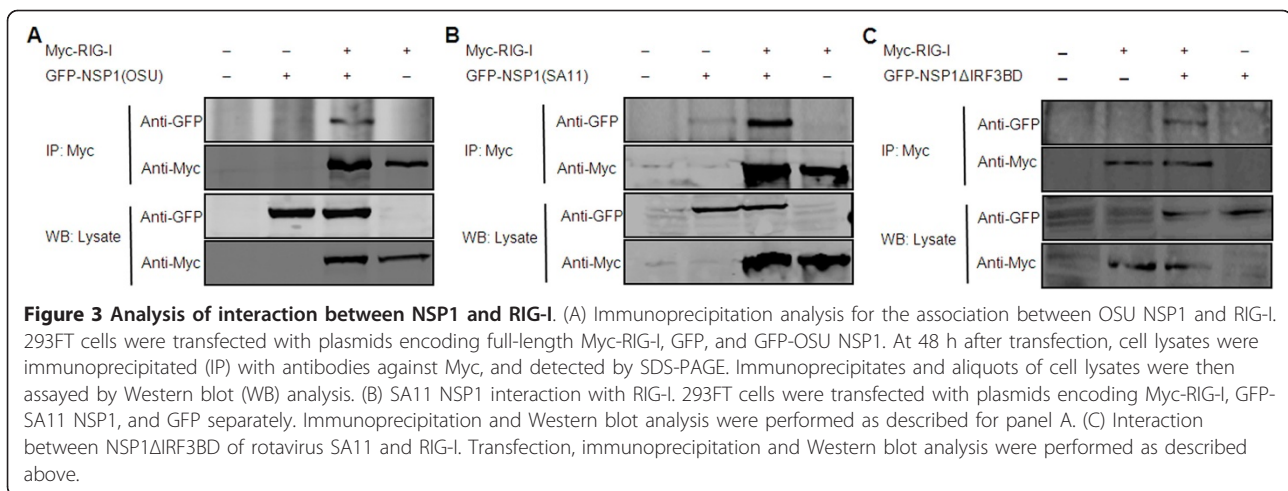 A
Myc-RIG-I – – + +
GFP-NSP1(OSU) – + + –
IP: Myc
Anti-GFP
Anti-Myc
WB: Lysate
Anti-GFP
Anti-Myc
B
Myc-RIG-I – – + +
GFP-NSP1(SA11) – + + –
IP: Myc
Anti-GFP
Anti-Myc
WB: Lysate
Anti-GFP
Anti-Myc
C
Myc-RIG-I – + + –
GFP-NSP1ΔIRF3BD – – + +
IP: Myc
Anti-GFP
Anti-Myc
WB: Lysate
Anti-GFP
Anti-Myc
Figure 3 Analysis of interaction between NSP1 and RIG-I. (A) Immunoprecipitation analysis for the association between OSU NSP1 and RIG-I.
293FT cells were transfected with plasmids encoding full-length Myc-RIG-I, GFP, and GFP-OSU NSP1. At 48 h after transfection, cell lysates were
immunoprecipitated (IP) with antibodies against Myc, and detected by SDS-PAGE. Immunoprecipitates and aliquots of cell lysates were then
assayed by Western blot (WB) analysis. (B) SA11 NSP1 interaction with RIG-I. 293FT cells were transfected with plasmids encoding Myc-RIG-I, GFP-
SA11 NSP1, and GFP separately. Immunoprecipitation and Western blot analysis were performed as described for panel A. (C) Interaction
between NSP1ΔIRF3BD of rotavirus SA11 and RIG-I. Transfection, immunoprecipitation and Western blot analysis were performed as described
above.